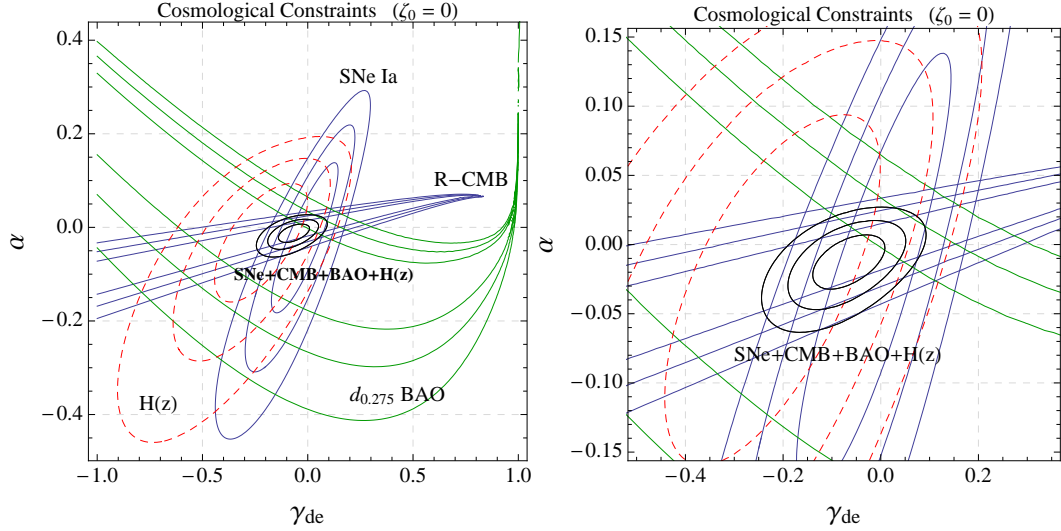 Cosmological Constraints (ζ₀ = 0)
0.4
0.2
0.0
−0.2
−0.4
α
SNe Ia
R−CMB
SNe+CMB+BAO+H(z)
H(z)
d₀.₂₇₅ BAO
−1.0
−0.5
0.0
0.5
1.0
γde
Cosmological Constraints (ζ₀ = 0)
0.15
0.10
0.05
0.00
−0.05
−0.10
−0.15
α
SNe+CMB+BAO+H(z)
−0.4
−0.2
0.0
0.2
γde